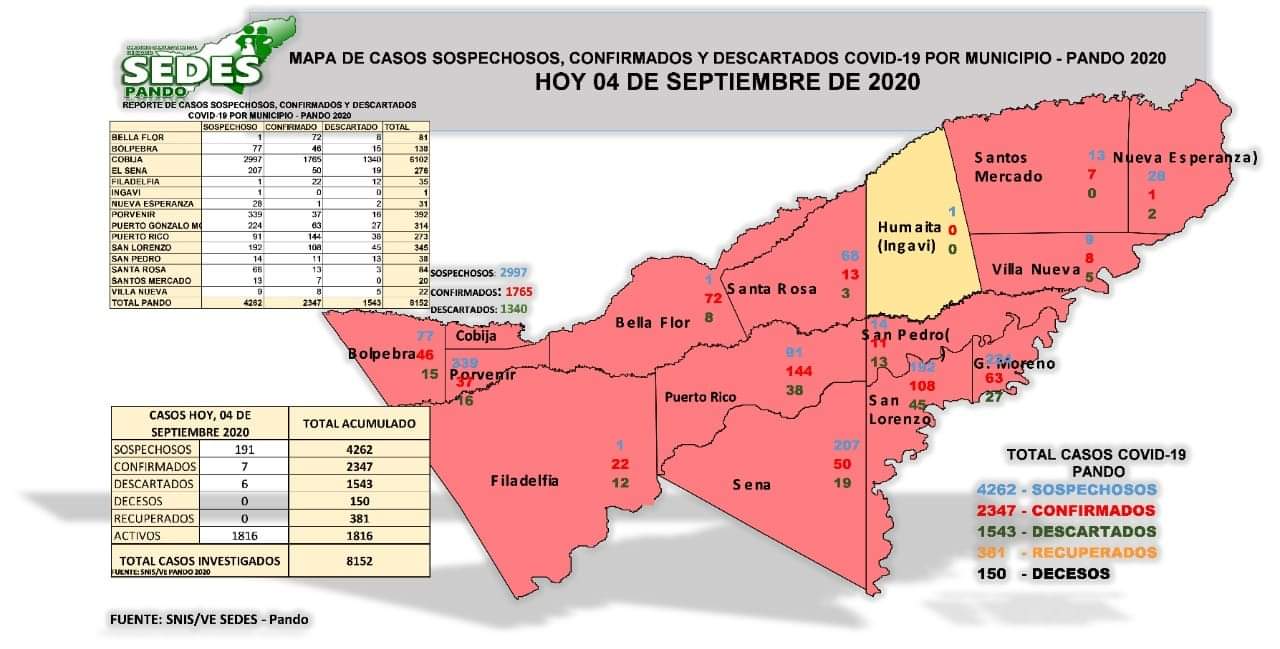 SEDES
PANDO
MAPA DE CASOS SOSPECHOSOS, CONFIRMADOS Y DESCARTADOS COVID-19 POR MUNICIPIO - PANDO 2020
HOY 04 DE SEPTIEMBRE DE 2020
REPORTE DE CASOS SOSPECHOSOS, CONFIRMADOS Y DESCARTADOS
COVID-19 POR MUNICIPIO - PANDO 2020
SOSPECHOSO CONFIRMADO DESCARTADO TOTAL
BELLA FLOR 1 72 8 81
BOLPEBRA 77 46 15 138
COBIJA 2997 1765 1340 6102
EL SENA 207 50 19 276
FILADELFIA 1 22 12 35
INGAVI 1 0 0 1
NUEVA ESPERANZA 28 1 2 31
PORVENIR 339 37 16 392
PUERTO GONZALO MO 224 63 27 314
PUERTO RICO 91 144 38 273
SAN LORENZO 192 108 45 345
SAN PEDRO 14 11 13 38
SANTA ROSA 68 13 3 84
SANTOS MERCADO 13 7 0 20
VILLA NUEVA 9 8 5 22
TOTAL PANDO 4262 2347 1543 8152
SOSPECHOSOS: 2997
CONFIRMADOS: 1765
DESCARTADOS: 1340
Santos
Mercado
13
7
0
Nueva Esperanza)
28
1
2
Humaita
(Ingavi)
1
0
0
Villa Nueva
9
8
5
Santa Rosa
68
13
3
Bella Flor
1
72
8
Cobija
Bolpebra
77
46
15
Porvenir
339
37
16
San Pedro(
)
14
11
13
G. Moreno
224
63
27
San
Lorenzo
192
108
45
Puerto Rico
91
144
38
Filadelfia
1
22
12
Sena
207
50
19
CASOS HOY, 04 DE
SEPTIEMBRE 2020
TOTAL ACUMULADO
SOSPECHOSOS 191 4262
CONFIRMADOS 7 2347
DESCARTADOS 6 1543
DECESOS 0 150
RECUPERADOS 0 381
ACTIVOS 1816 1816
TOTAL CASOS INVESTIGADOS 8152
FUENTE: SNIS/VE PANDO 2020
TOTAL CASOS COVID-19
PANDO
4262 - SOSPECHOSOS
2347 - CONFIRMADOS
1543 - DESCARTADOS
381 - RECUPERADOS
150 - DECESOS
FUENTE: SNIS/VE SEDES - Pando